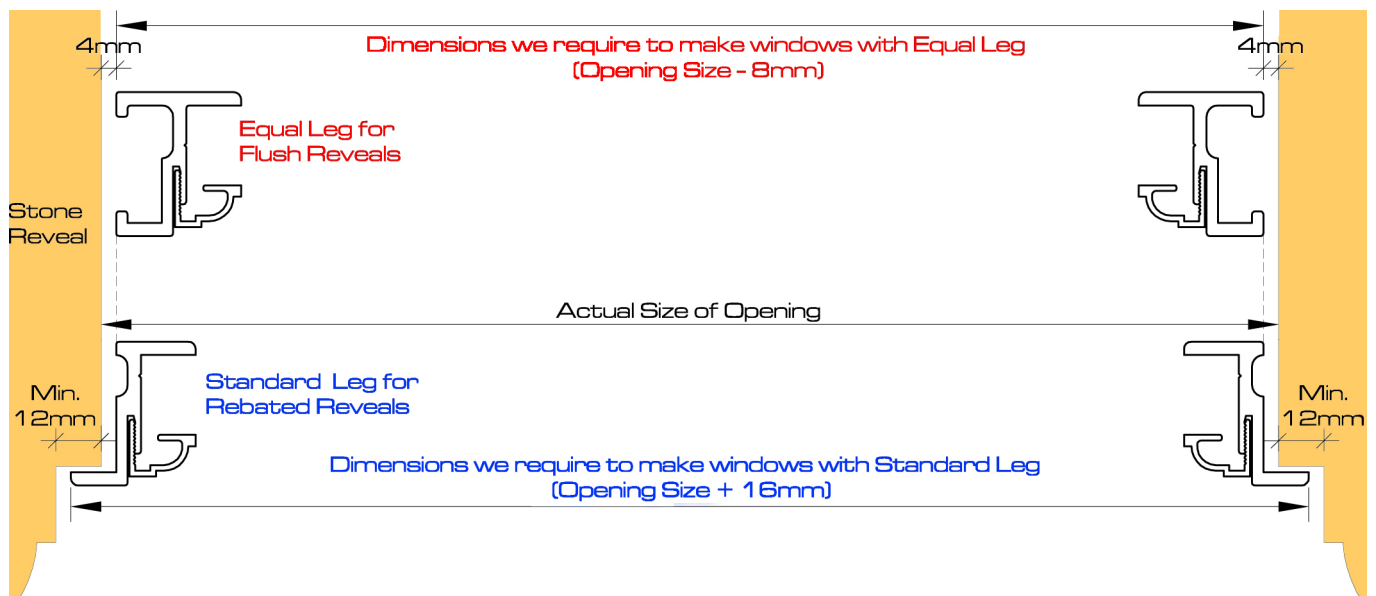 4mm
Dimensions we require to make windows with Equal Leg
(Opening Size - 8mm)
4mm
Equal Leg for
Flush Reveals
Stone
Reveal
Actual Size of Opening
Min.
12mm
Standard Leg for
Rebated Reveals
Min.
12mm
Dimensions we require to make windows with Standard Leg
(Opening Size + 16mm)